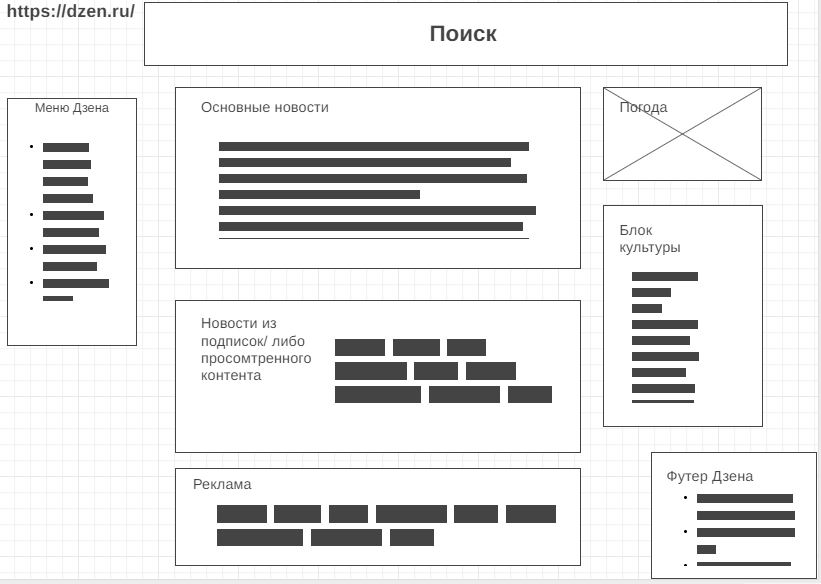 https://dzen.ru/
Поиск
Меню Дзена
Основные новости
Погода
Блок
культуры
Новости из
подписок/ либо
просомтренного
контента
Реклама
Футер Дзена